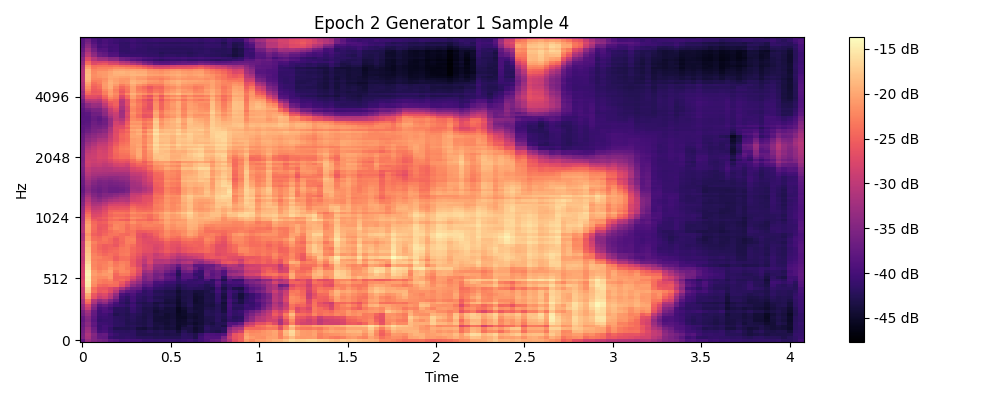 Epoch 2 Generator 1 Sample 4
Hz
4096
2048
1024
512
0
0 0.5 1 1.5 2 2.5 3 3.5 4
Time
-15 dB
-20 dB
-25 dB
-30 dB
-35 dB
-40 dB
-45 dB